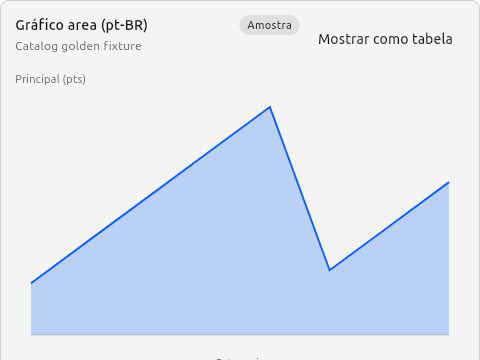 Gráfico area (pt-BR)
Amostra
Mostrar como tabela
Catalog golden fixture
Principal (pts)